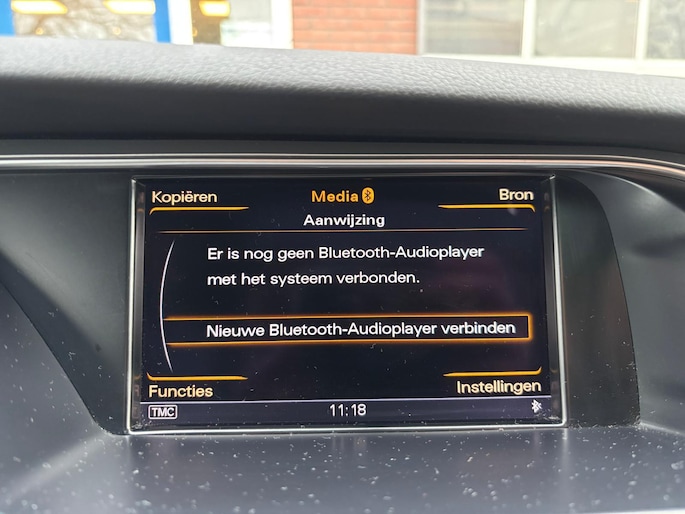 Kopiëren
Media
Bron
Aanwijzing
Er is nog geen Bluetooth-Audioplayer
met het systeem verbonden.
Nieuwe Bluetooth-Audioplayer verbinden
Functies
Instellingen
TMC
11:18